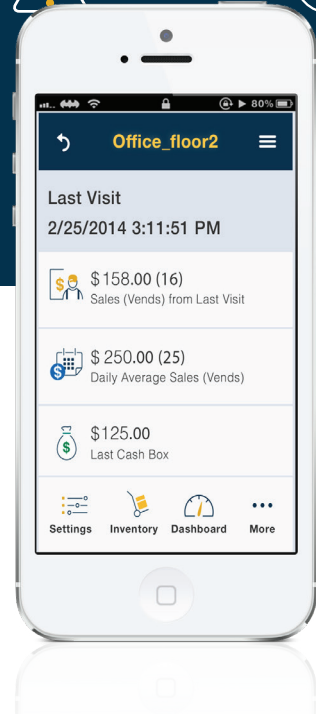 80%
Office_floor2
Last Visit
2/25/2014 3:11:51 PM
$158.00 (16)
Sales (Vends) from Last Visit
$ 250.00 (25)
Daily Average Sales (Vends)
$125.00
Last Cash Box
Settings Inventory Dashboard More